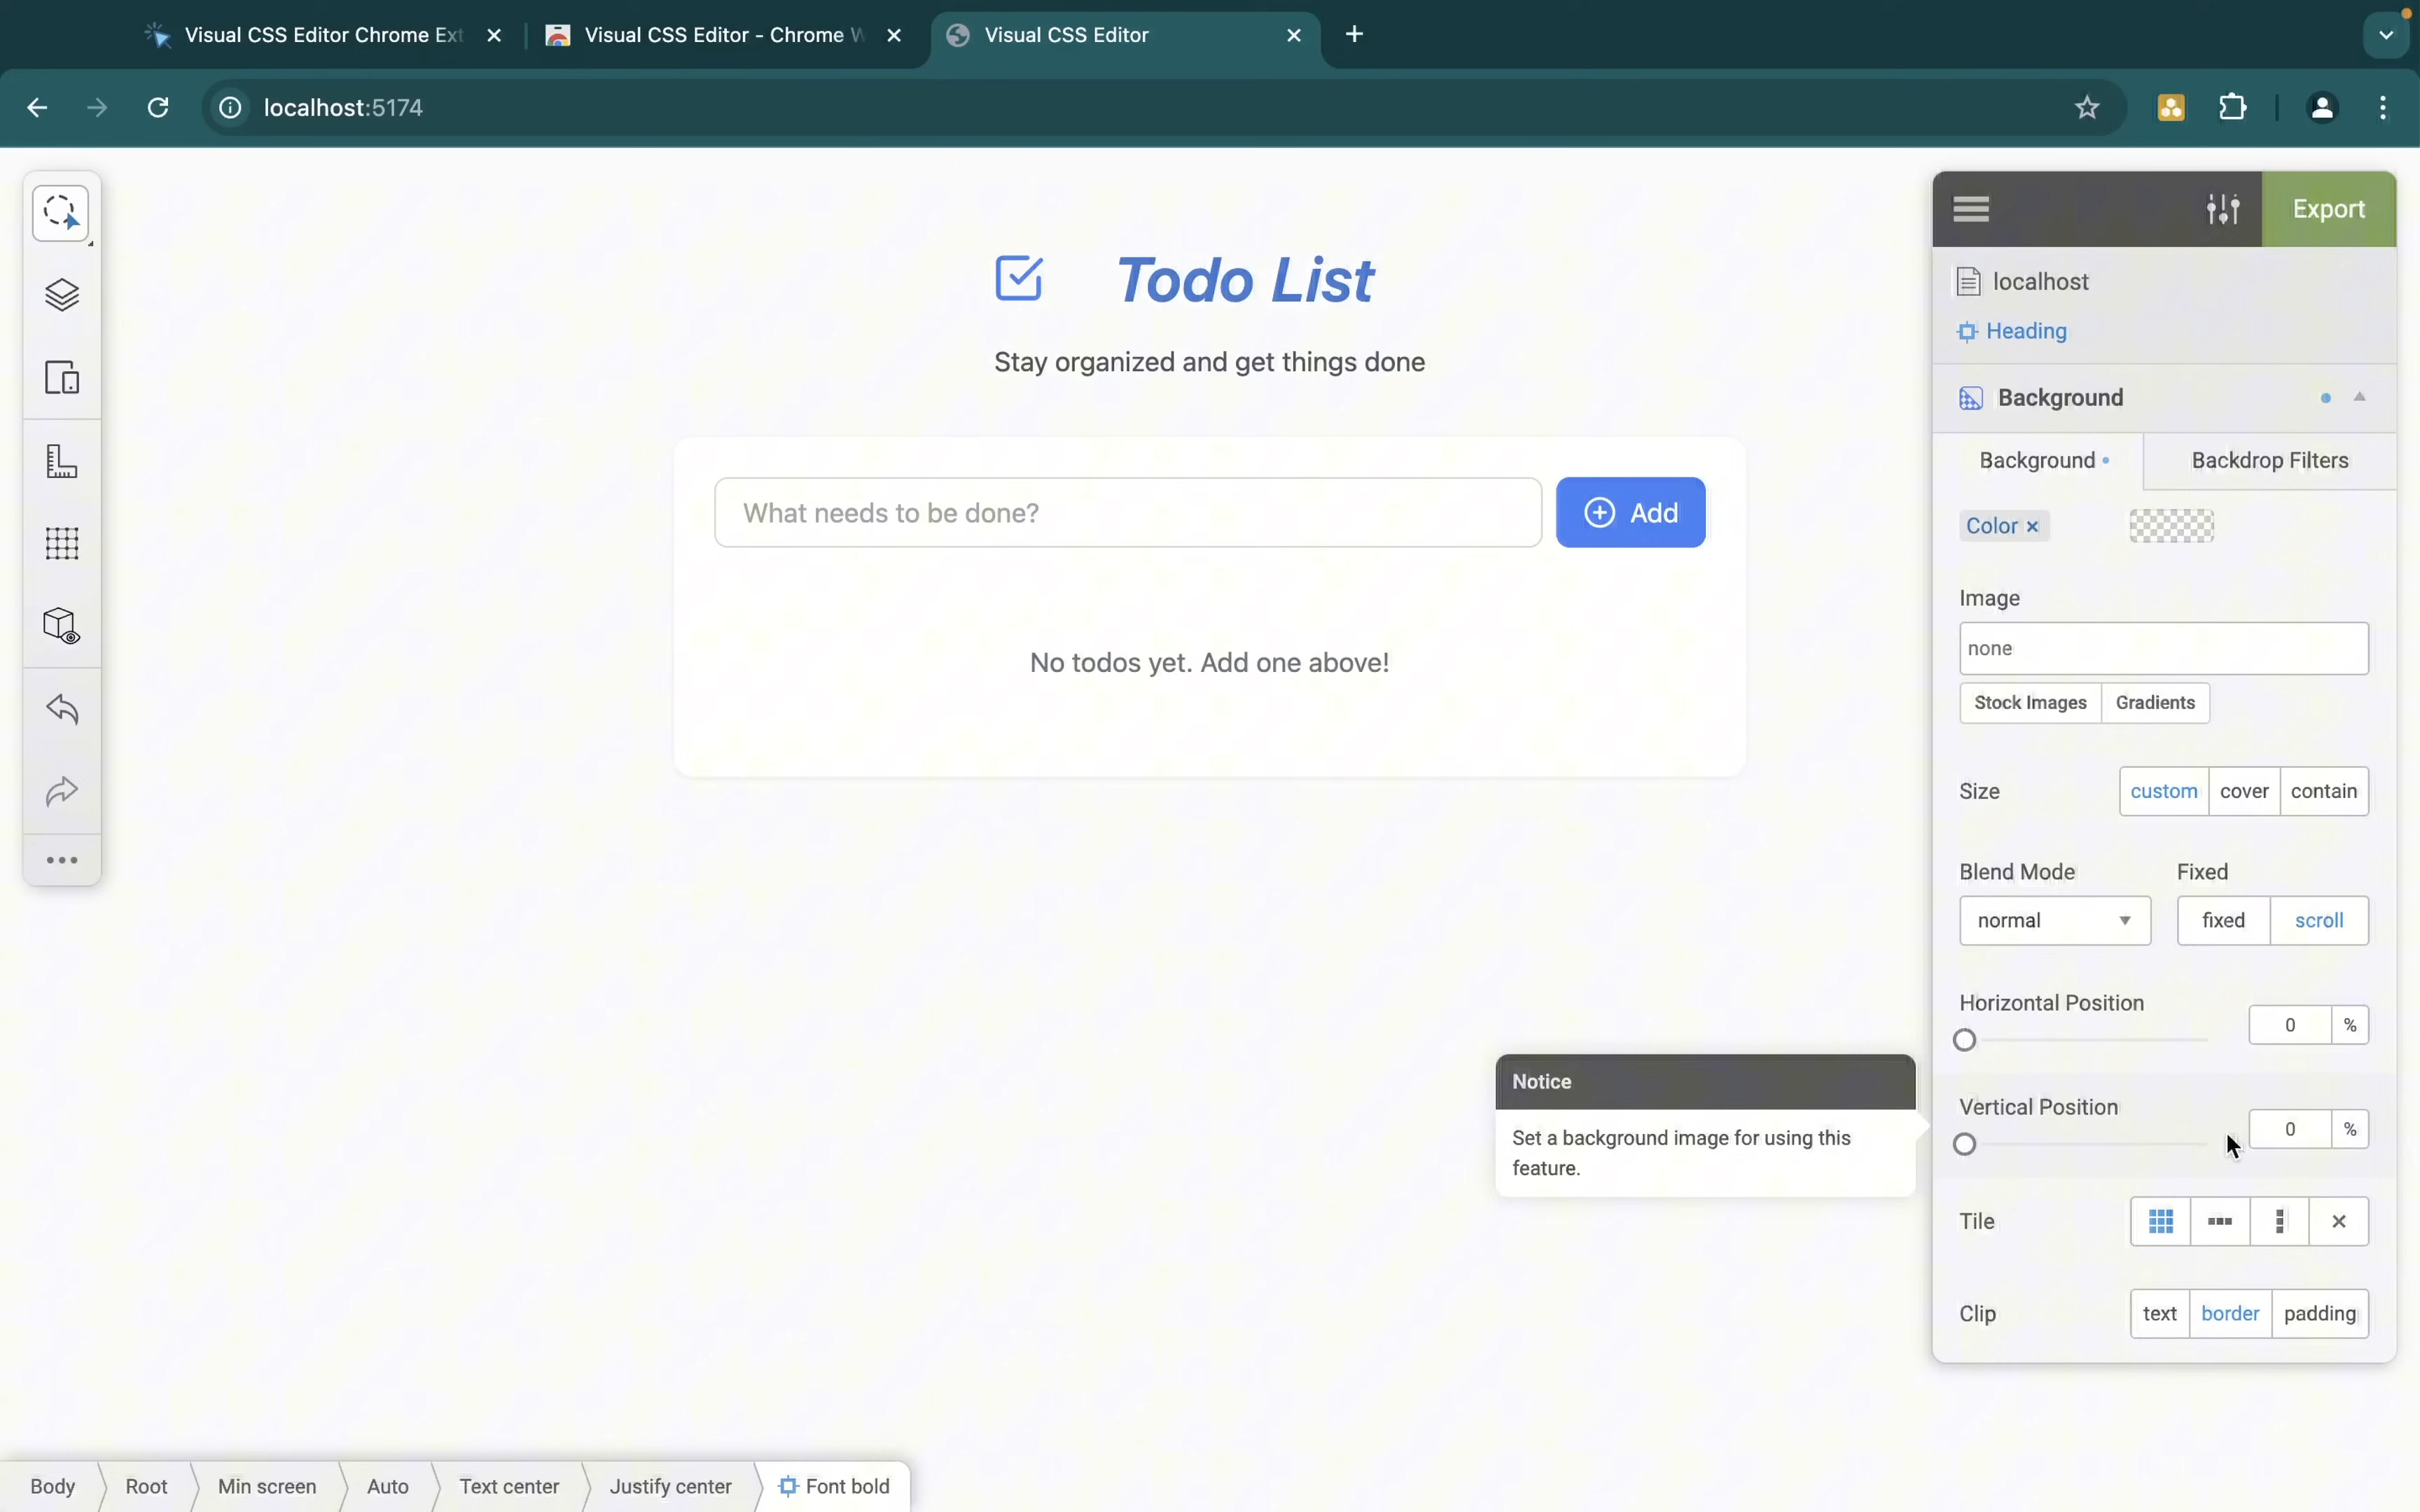 Visual CSS Editor Chrome Ext
Visual CSS Editor - Chrome W
Visual CSS Editor
localhost:5174
Export
Todo List
Stay organized and get things done
What needs to be done?
Add
No todos yet. Add one above!
localhost
Heading
Background
Background
Backdrop Filters
Color
Image
none
Stock Images
Gradients
Size
custom
cover
contain
Blend Mode
Fixed
normal
fixed
scroll
Horizontal Position
0
%
Notice
Set a background image for using this
feature.
Vertical Position
0
%
Tile
Clip
text
border
padding
Body
Root
Min screen
Auto
Text center
Justify center
Font bold